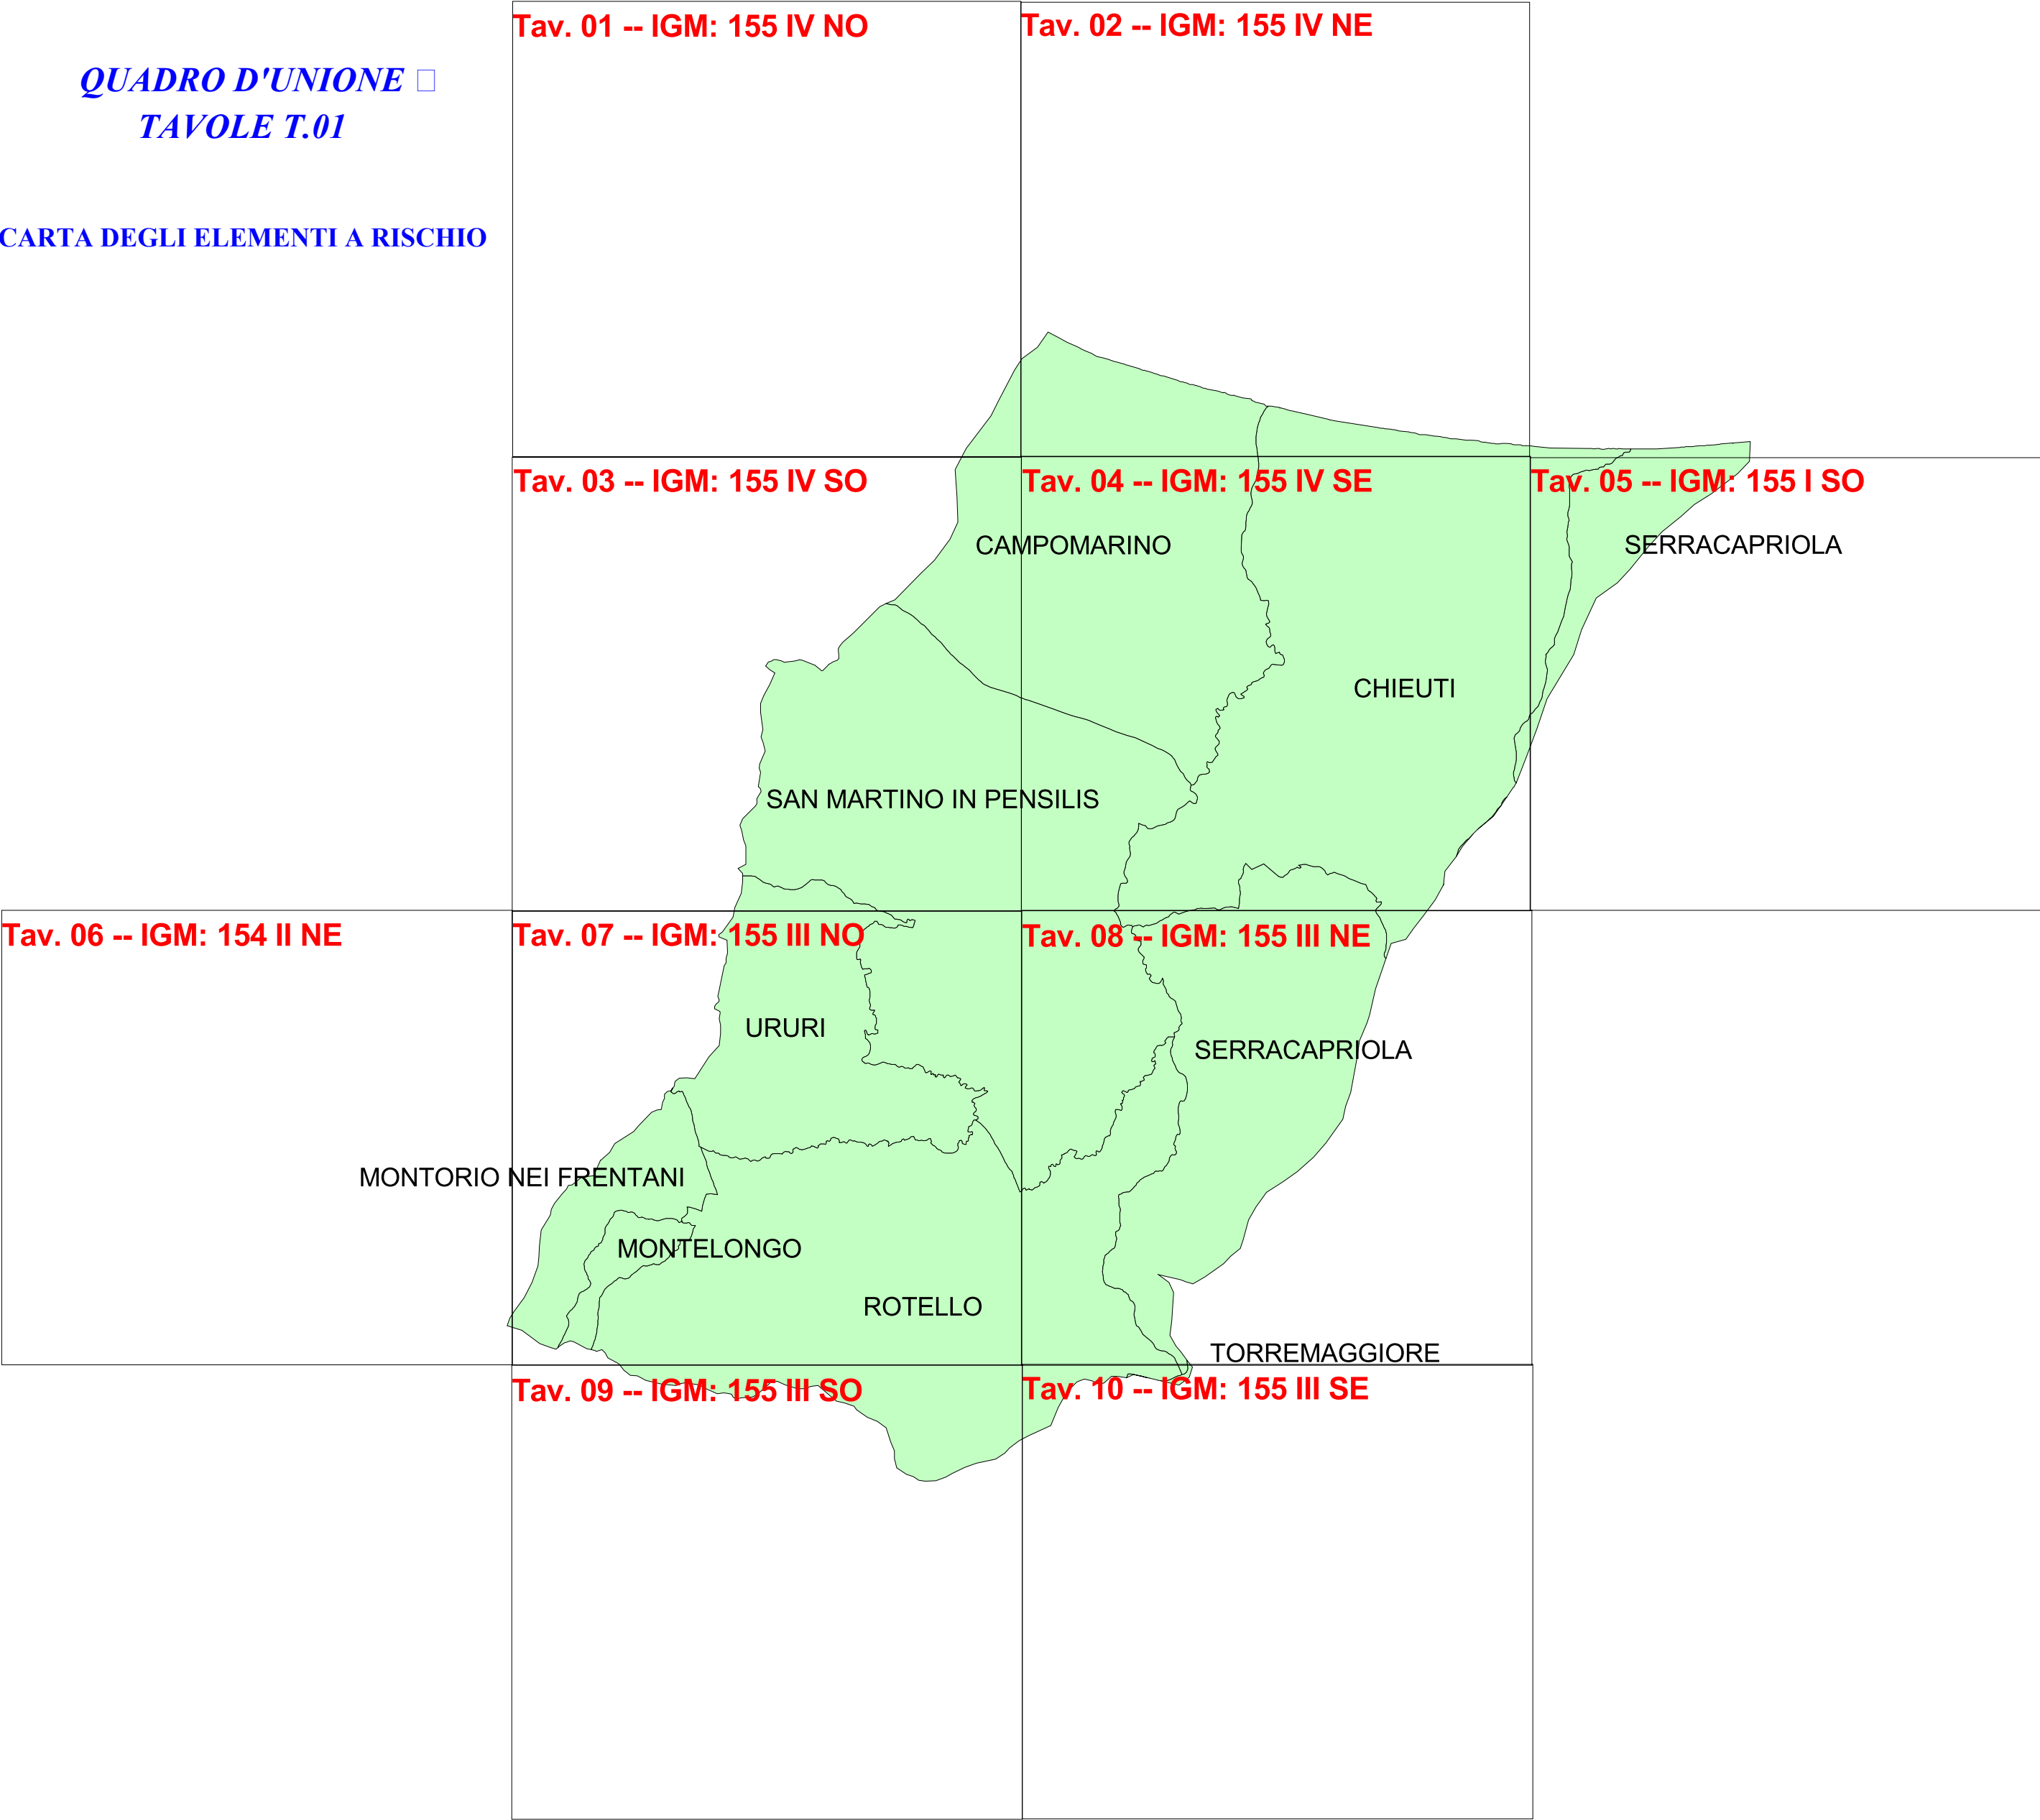 Tav. 01 -- IGM: 155 IV NO
Tav. 02 -- IGM: 155 IV NE
QUADRO D'UNIONE
TAVOLE T.01
CARTA DEGLI ELEMENTI A RISCHIO
Tav. 03 -- IGM: 155 IV SO
Tav. 04 -- IGM: 155 IV SE
Tav. 05 -- IGM: 155 I SO
CAMPOMARINO
SERRACAPRIOLA
CHIEUTI
SAN MARTINO IN PENSILIS
Tav. 06 -- IGM: 154 II NE
Tav. 07 -- IGM: 155 III NO
Tav. 08 -- IGM: 155 III NE
URURI
SERRACAPRIOLA
MONTORIO NEI FRENTANI
MONTELONGO
ROTELLO
TORREMAGGIORE
Tav. 09 -- IGM: 155 III SO
Tav. 10 -- IGM: 155 III SE